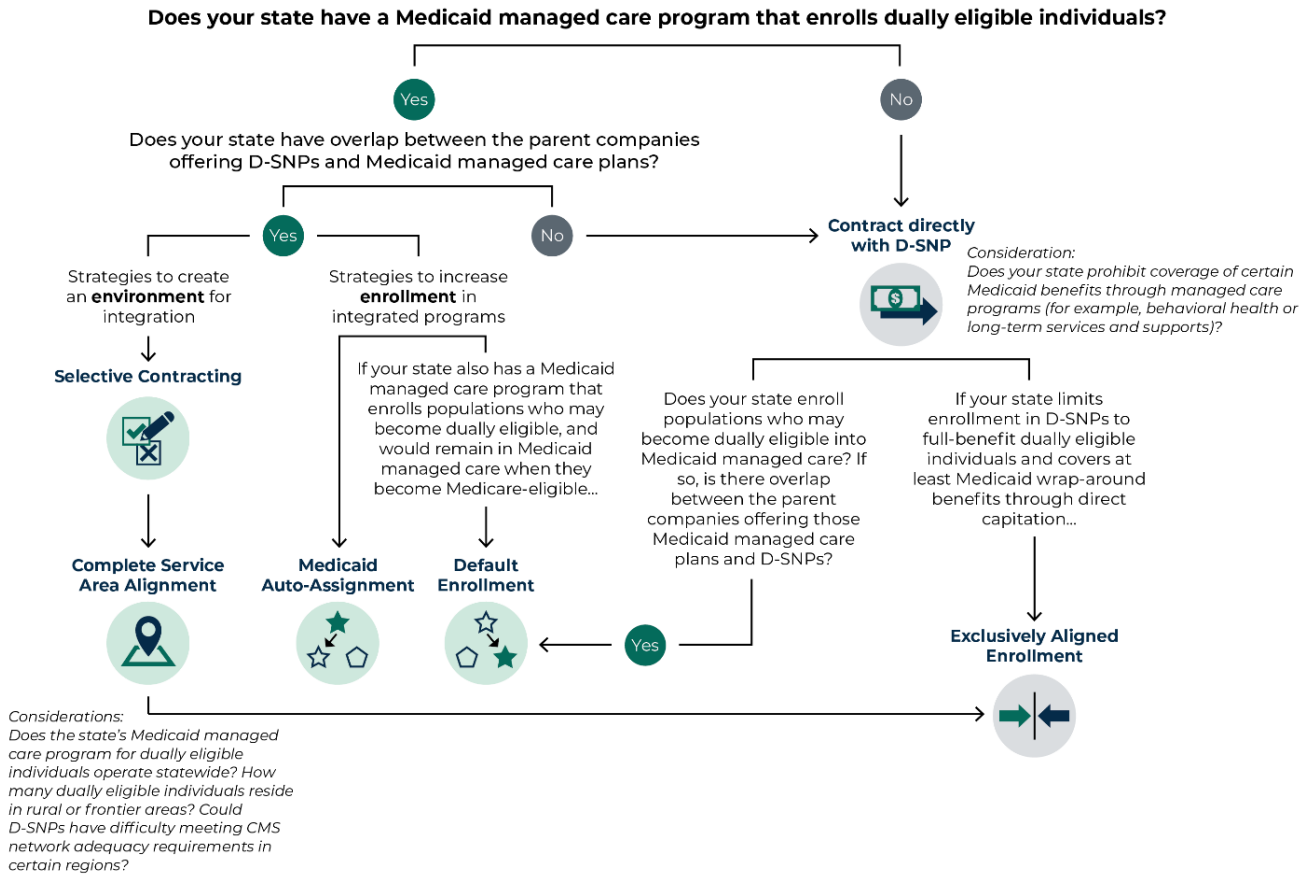 Does your state have a Medicaid managed care program that enrolls dually eligible individuals?
Yes
No
Does your state have overlap between the parent companies
offering D-SNPs and Medicaid managed care plans?
Yes
No
Contract directly
with D-SNP
Consideration:
Does your state prohibit coverage of certain
Medicaid benefits through managed care
programs (for example, behavioral health or
long-term services and supports)?
Strategies to create
an environment for
integration
Strategies to increase
enrollment in
integrated programs
Selective Contracting
If your state also has a Medicaid
managed care program that
enrolls populations who may
become dually eligible, and
would remain in Medicaid
managed care when they
become Medicare-eligible...
Does your state enroll
populations who may
become dually eligible into
Medicaid managed care? If
so, is there overlap
between the parent
companies offering those
Medicaid managed care
plans and D-SNPs?
If your state limits
enrollment in D-SNPs to
full-benefit dually eligible
individuals and covers at
least Medicaid wrap-around
benefits through direct
capitation...
Complete Service
Area Alignment
Medicaid
Auto-Assignment
Default
Enrollment
Yes
Exclusively Aligned
Enrollment
Considerations:
Does the state's Medicaid managed
care program for dually eligible
individuals operate statewide? How
many dually eligible individuals reside
in rural or frontier areas? Could
D-SNPs have difficulty meeting CMS
network adequacy requirements in
certain regions?